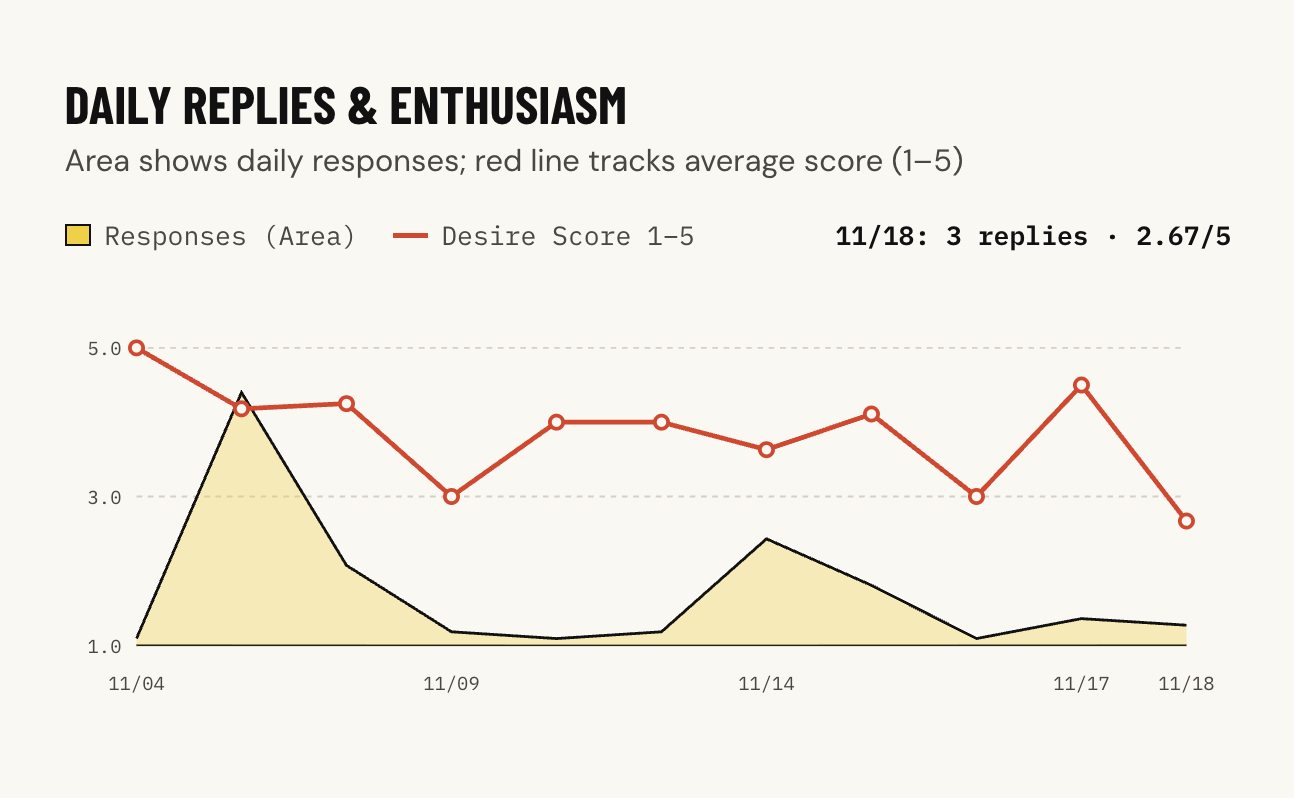 DAILY REPLIES & ENTHUSIASM
Area shows daily responses; red line tracks average score (1–5)
Responses (Area) Desire Score 1–5 11/18: 3 replies · 2.67/5
5.0
3.0
1.0
11/04 11/09 11/14 11/17 11/18